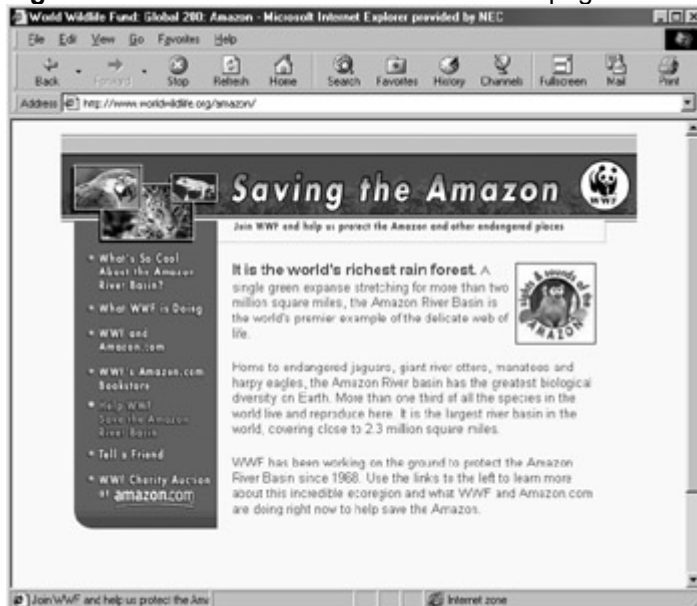 World Wildlife Fund: Global 200: Amazon - Microsoft Internet Explorer provided by NEC
File Edit View Go Favorites Help
Back Forward Stop Refresh Home Search Favorites History Channels Fullscreen Mail Print
Address http://www.worldwildlife.org/amazon/
Saving the Amazon
WWF
Join WWF and help us protect the Amazon and other endangered places
What's So Cool
About the Amazon
River Basin?
What WWF is Doing
WWF and
Amazon.com
WWF's Amazon.com
Bookstore
Help WWF
Save the Amazon
River Basin
Tell a Friend
WWF Charity Auction
at amazon.com
It is the world's richest rain forest. A
single green expanse stretching for more than two
million square miles, the Amazon River Basin is
the world's premier example of the delicate web of
life.
sights & sounds of the
AMAZON
Home to endangered jaguars, giant river otters, manatees and
harpy eagles, the Amazon River basin has the greatest biological
diversity on Earth. More than one third of all the species in the
world live and reproduce here. It is the largest river basin in the
world, covering close to 2.3 million square miles.
WWF has been working on the ground to protect the Amazon
River Basin since 1968. Use the links to the left to learn more
about this incredible ecoregion and what WWF and Amazon.com
are doing right now to help save the Amazon.
Join WWF and help us protect the Ama
Internet zone